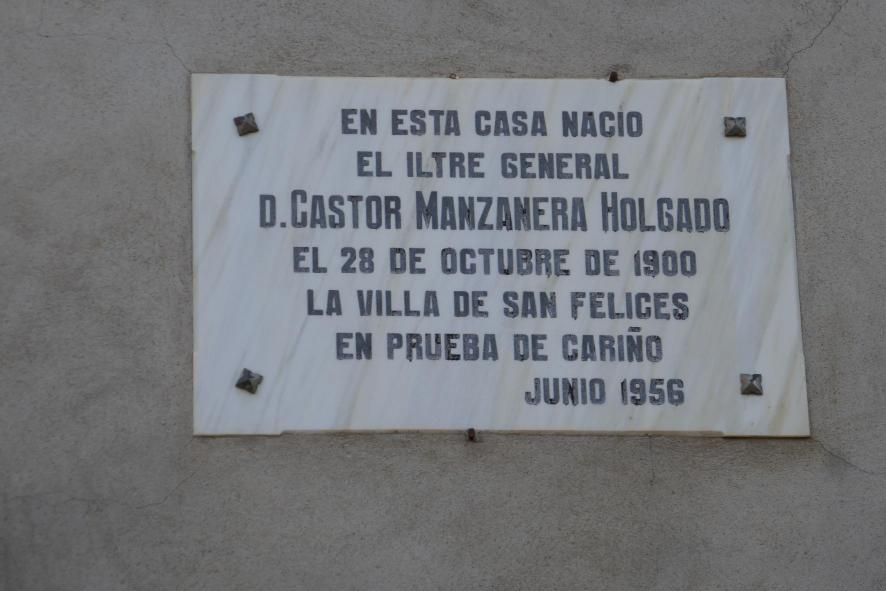 EN ESTA CASA NACIO
EL ILTRE GENERAL
D. CASTOR MANZANERA HOLGADO
EL 28 DE OCTUBRE DE 1900
LA VILLA DE SAN FELICES
EN PRUEBA DE CARIÑO
JUNIO 1956